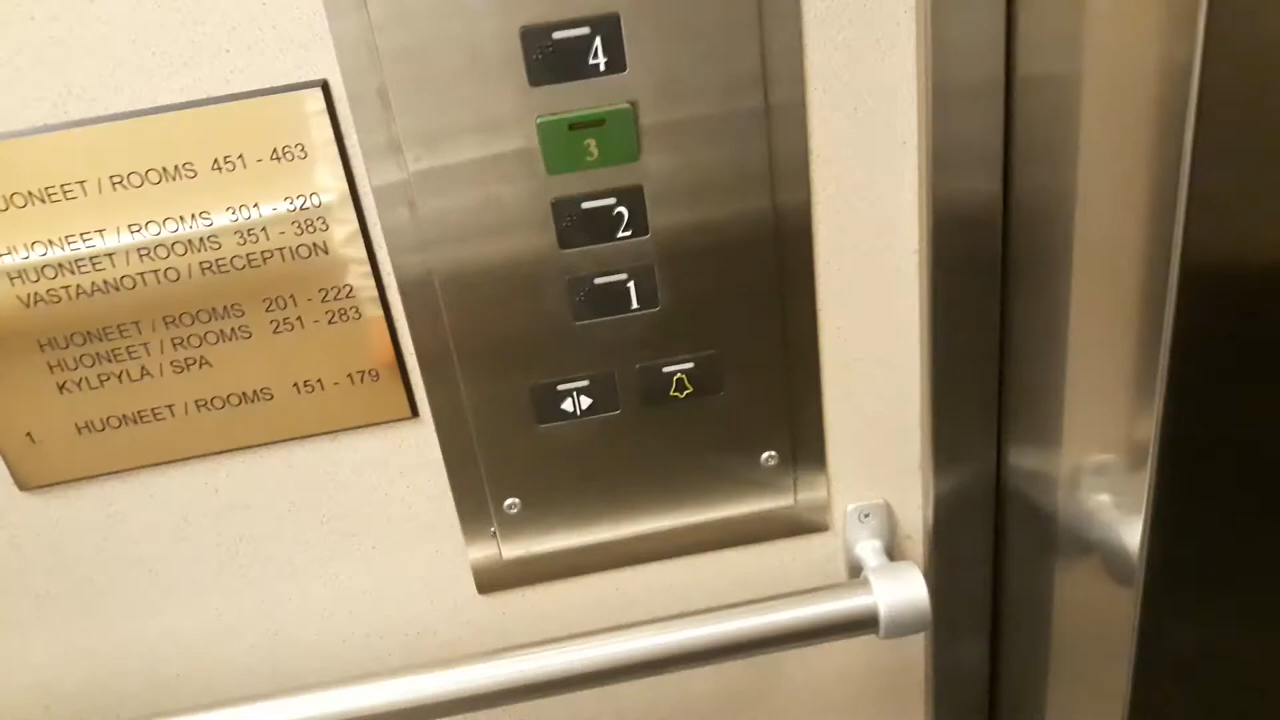 HUONEET / ROOMS 451 - 463
HUONEET / ROOMS 301 - 320
HUONEET / ROOMS 351 - 383
VASTAANOTTO / RECEPTION
HUONEET / ROOMS 201 - 222
HUONEET / ROOMS 251 - 283
KYLPYLA / SPA
1. HUONEET / ROOMS 151 - 179
4
3
2
1